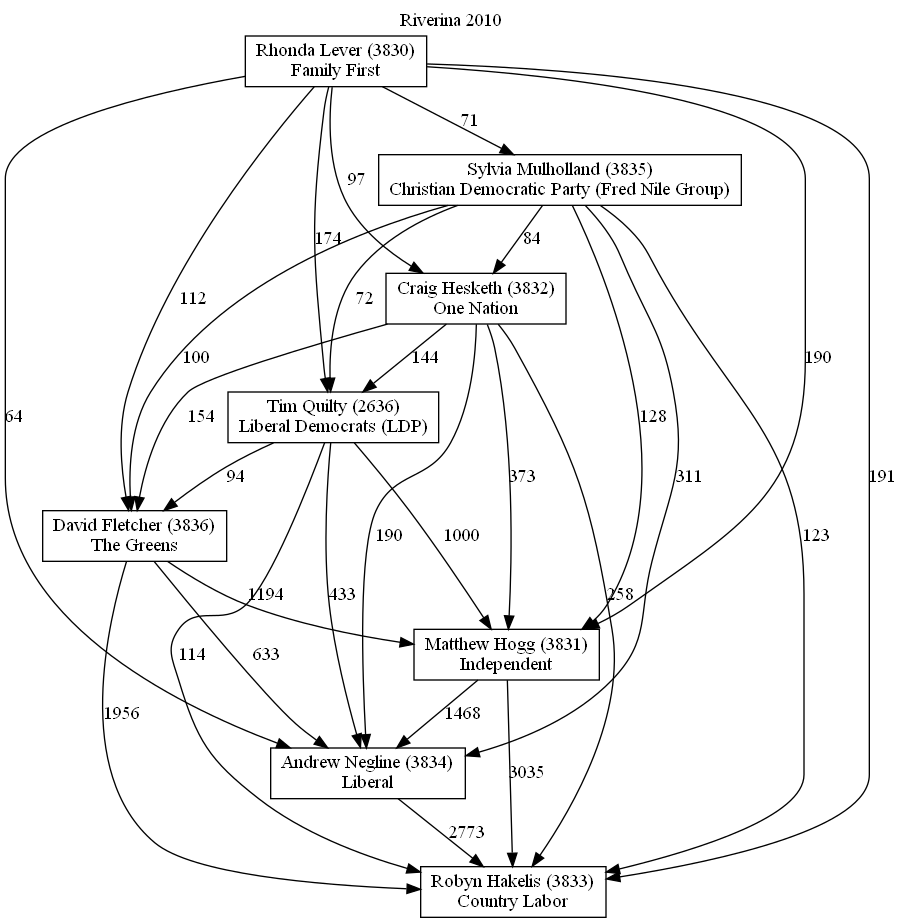 Riverina 2010
Rhonda Lever (3830)
Family First
71
Sylvia Mulholland (3835)
Christian Democratic Party (Fred Nile Group)
97
174
84
Craig Hesketh (3832)
One Nation
112
72
100
144
190
Tim Quilty (2636)
Liberal Democrats (LDP)
64
154
128
94
373
311
191
David Fletcher (3836)
The Greens
190
1000
123
1194
433
258
Matthew Hogg (3831)
Independent
114
633
1956
1468
Andrew Negline (3834)
Liberal
3035
2773
Robyn Hakelis (3833)
Country Labor